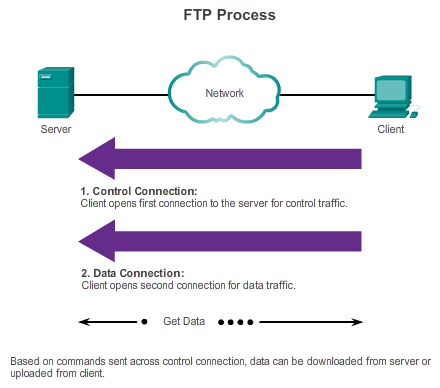 FTP Process
Network
Server
Client
1. Control Connection:
Client opens first connection to the server for control traffic.
2. Data Connection:
Client opens second connection for data traffic.
Get Data
Based on commands sent across control connection, data can be downloaded from server or
uploaded from client.